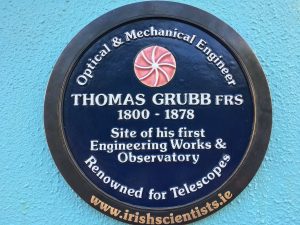 Optical & Mechanical Engineer
THOMAS GRUBB FRS
1800 - 1878
Site of his first
Engineering Works &
Observatory
Renowned for Telescopes
www.irishscientists.ie